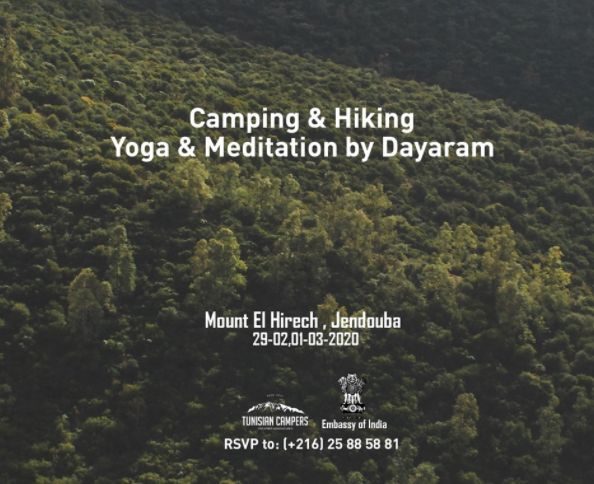 Camping & Hiking
Yoga & Meditation by Dayaram
Mount El Hirech , Jendouba
29-02,01-03-2020
TUNISIAN CAMPERS
Embassy of India
RSVP to: (+216) 25 88 58 81